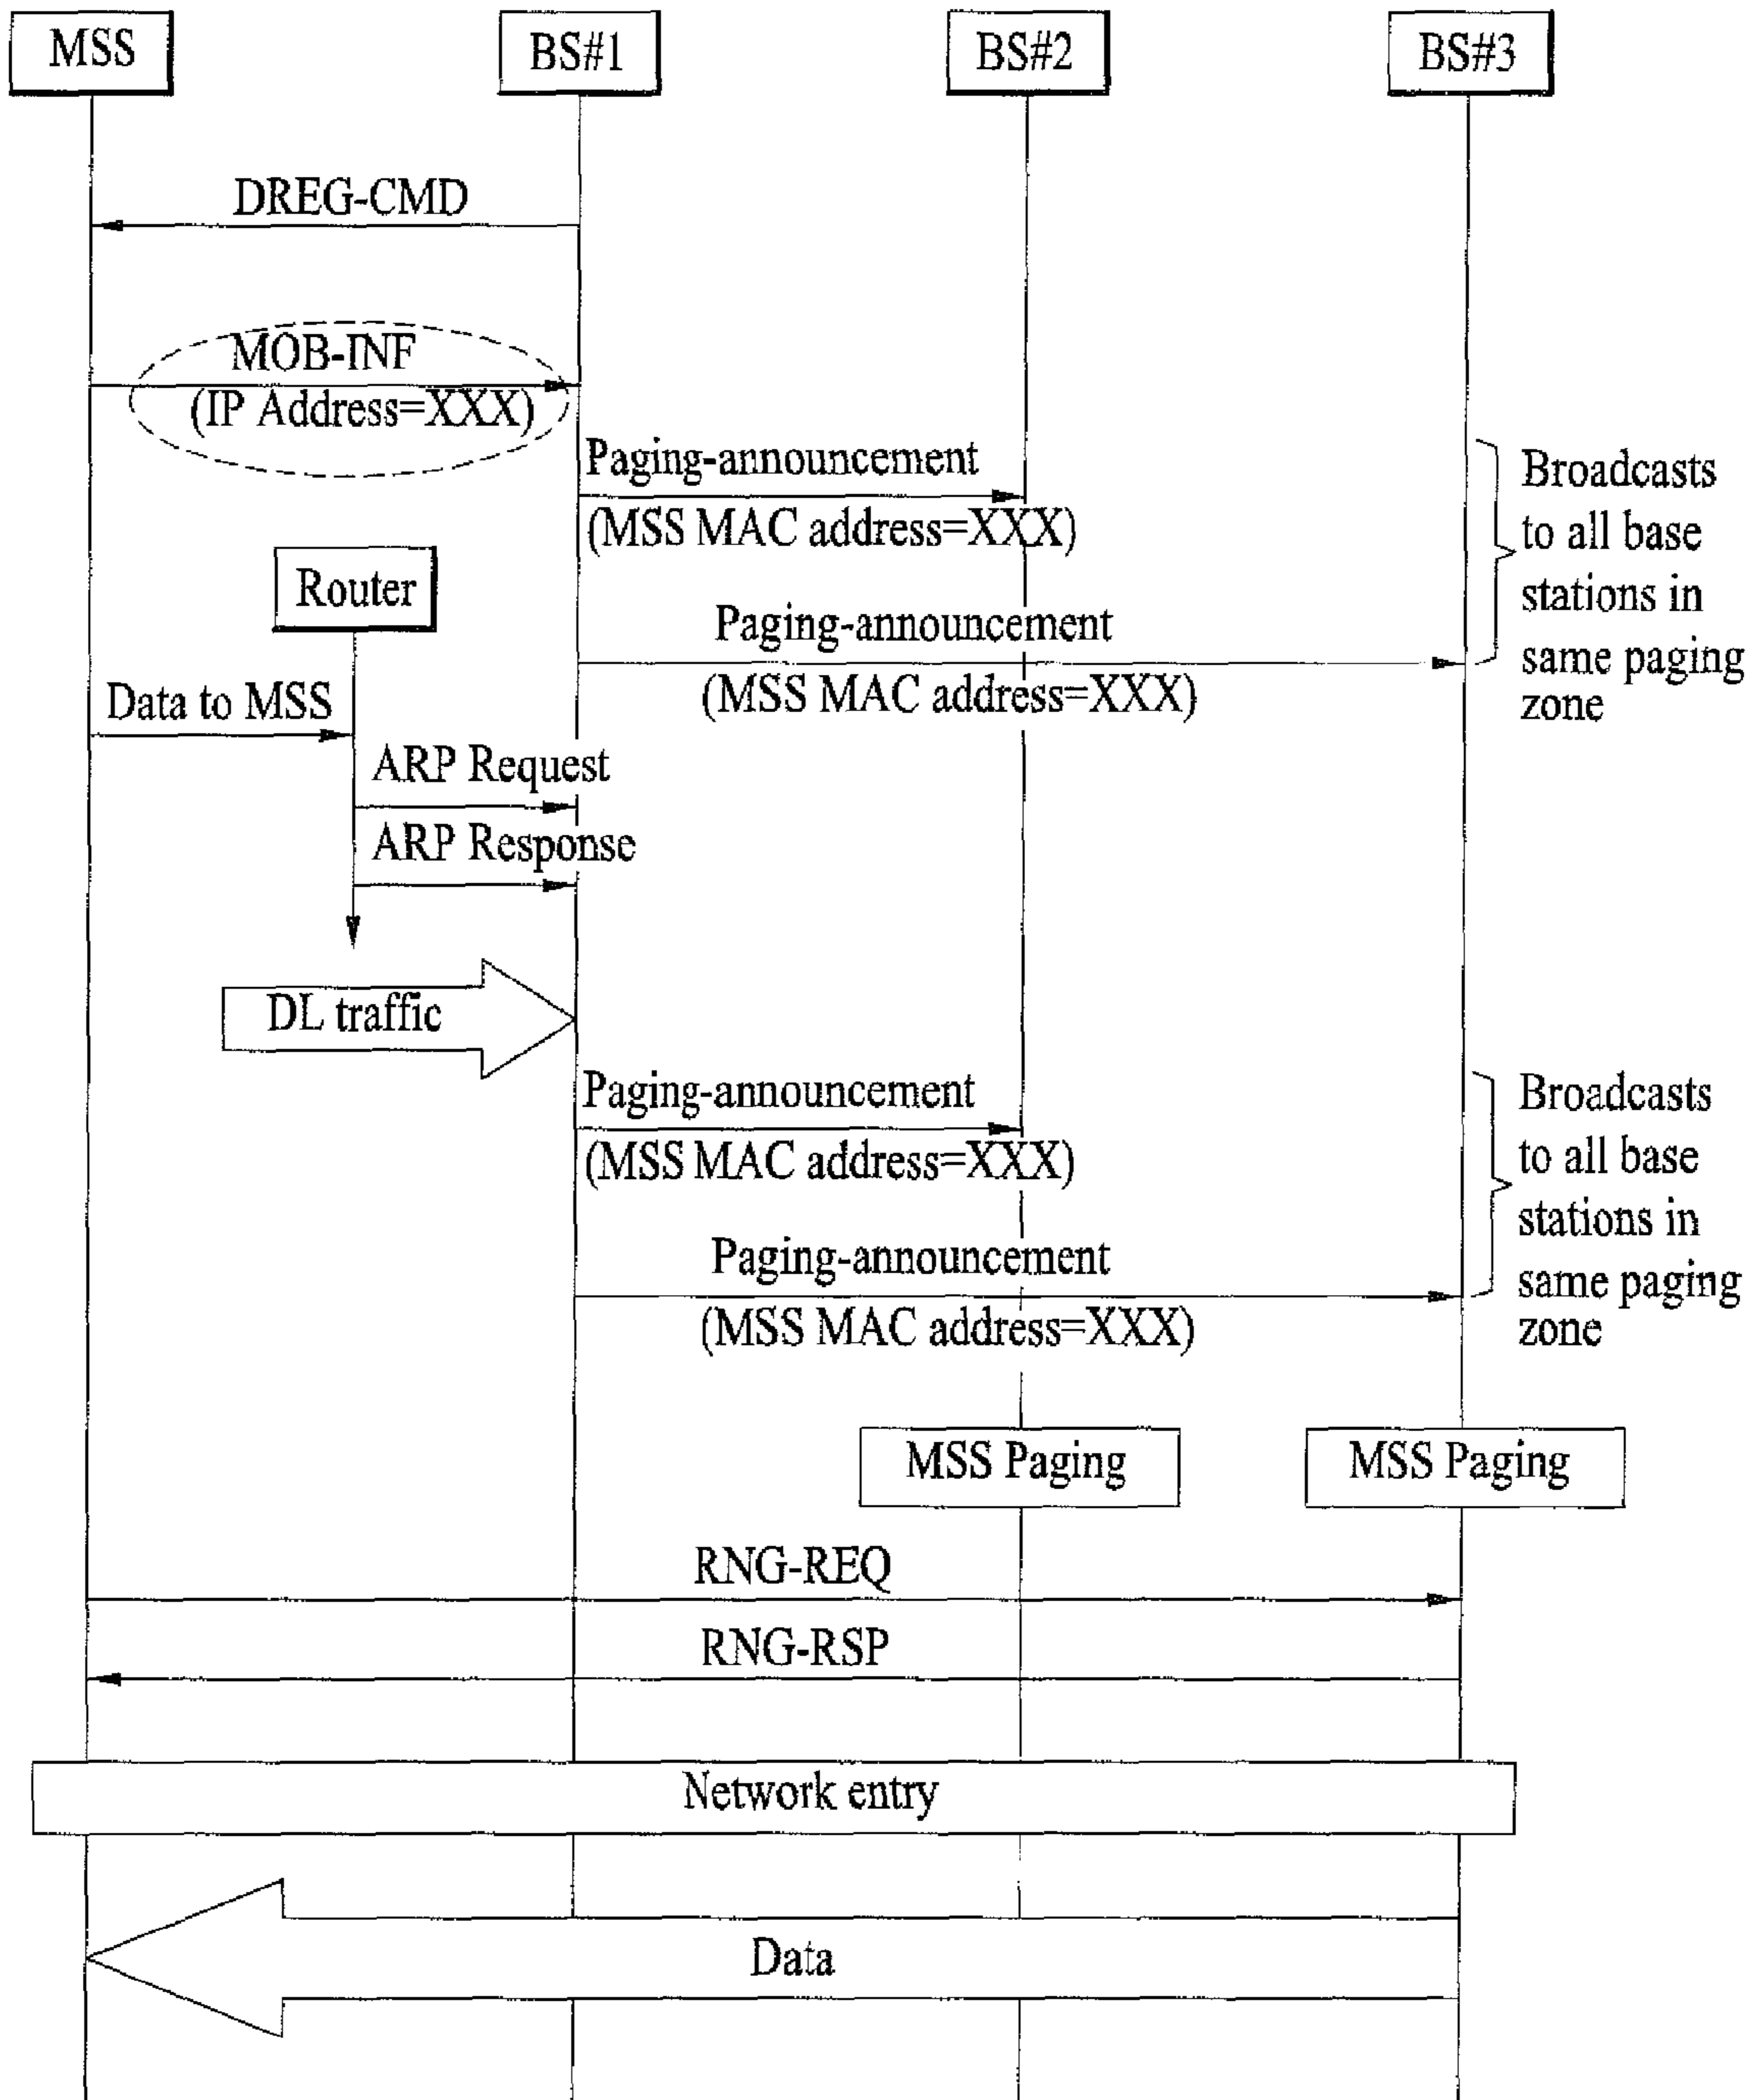 MSS
BS#1
BS#2
BS#3
DREG-CMD
MOB-INF
(IP Address=XXX)
Paging-announcement
(MSS MAC address=XXX)
Broadcasts
to all base
stations in
same paging
zone
Router
Paging-announcement
(MSS MAC address=XXX)
Data to MSS
ARP Request
ARP Response
DL traffic
Paging-announcement
(MSS MAC address=XXX)
Broadcasts
to all base
stations in
same paging
zone
Paging-announcement
(MSS MAC address=XXX)
MSS Paging
MSS Paging
RNG-REQ
RNG-RSP
Network entry
Data